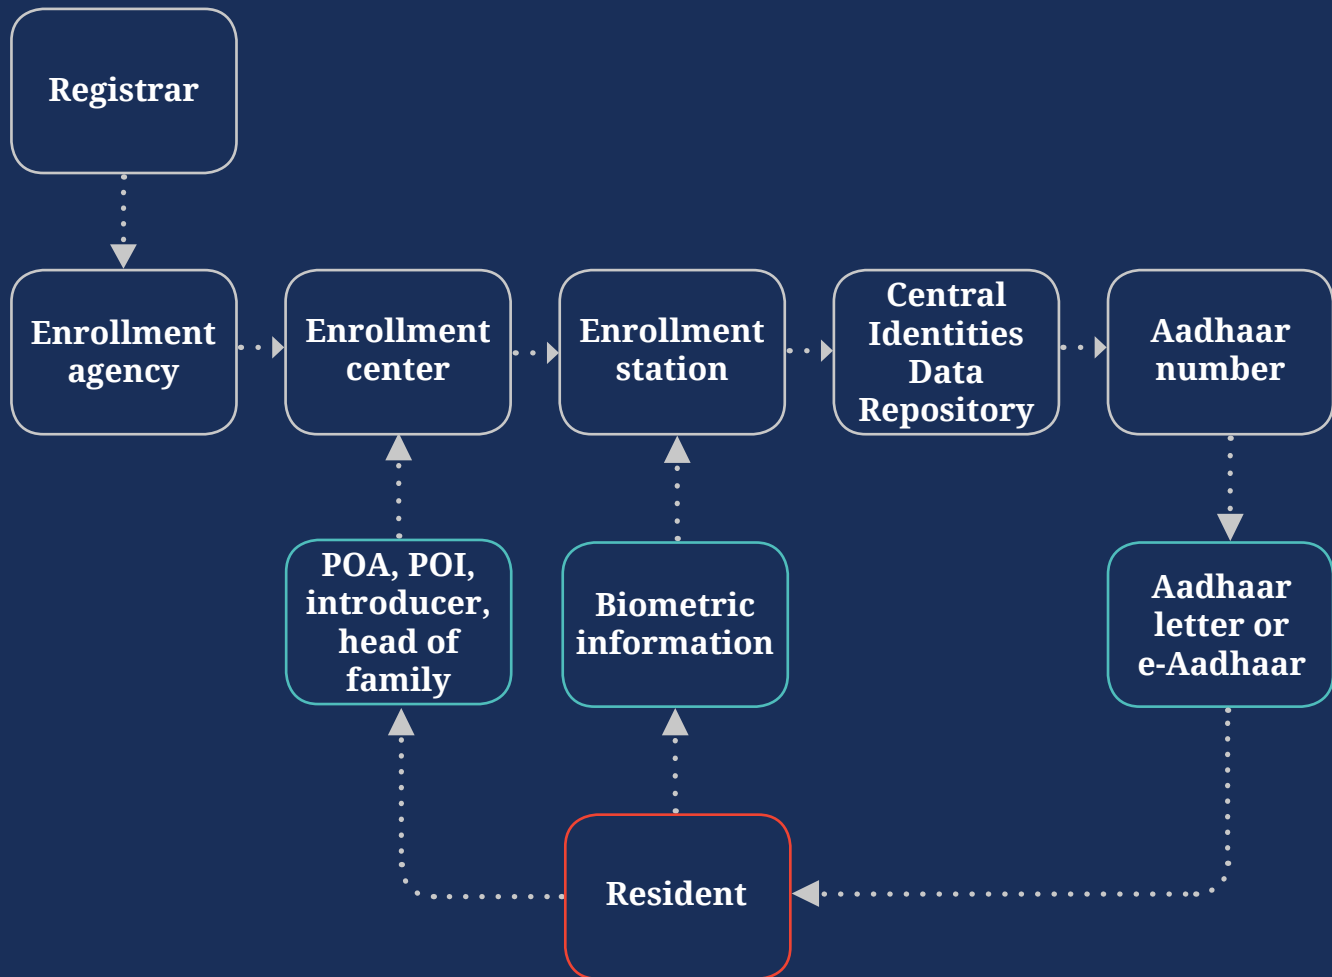 Registrar
Enrollment
agency
Enrollment
center
Enrollment
station
Central
Identities
Data
Repository
Aadhaar
number
POA, POI,
introducer,
head of
family
Biometric
information
Aadhaar
letter or
e-Aadhaar
Resident